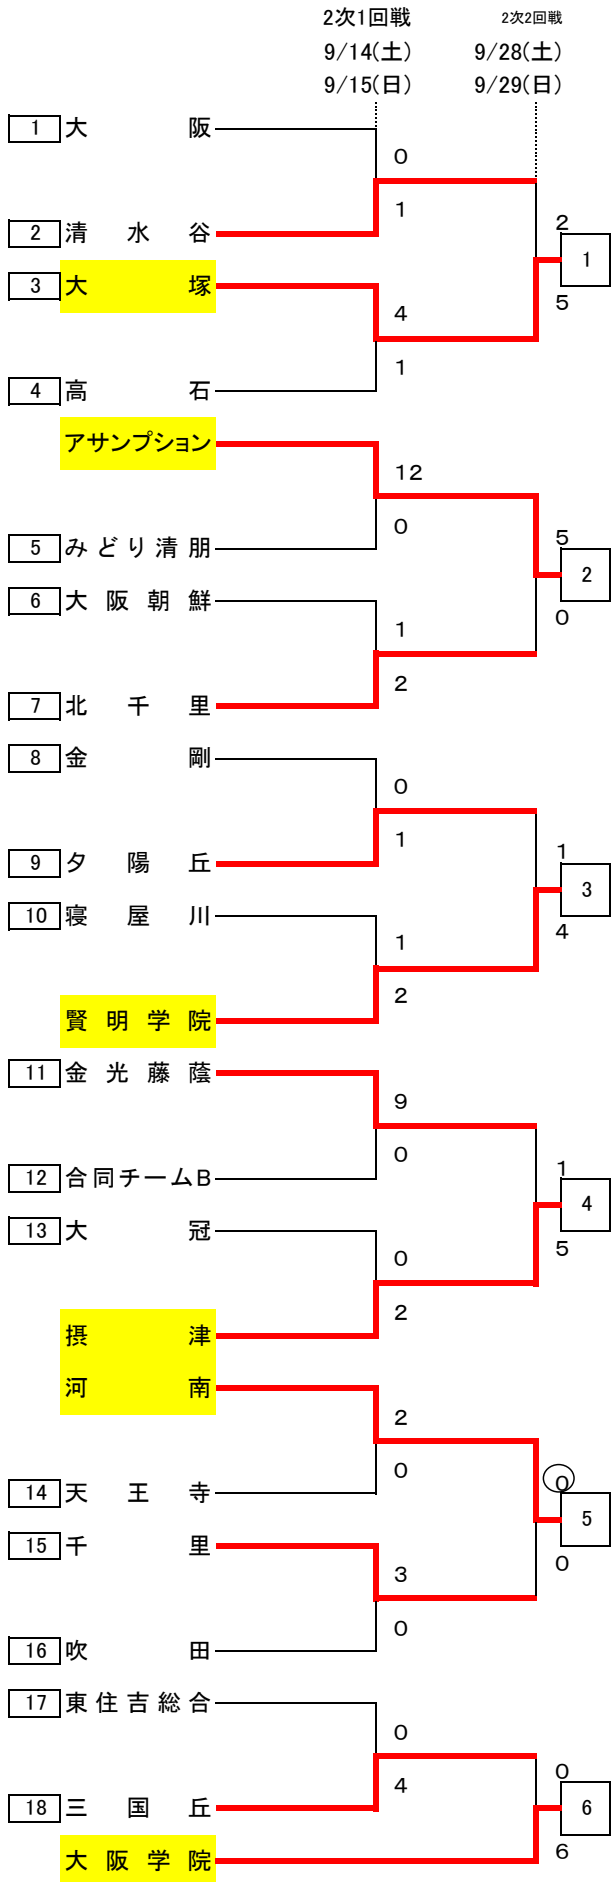 2次1回戦 2次2回戦
9/14(土) 9/28(土)
9/15(日) 9/29(日)
1 大阪
0
1
2 清水谷
2
1
3 大塚
5
4
1
4 高石
アサンプション
12
0
5 みどり清朋
5
2
6 大阪朝鮮
0
1
2
7 北千里
8 金剛
0
1
9 夕陽丘
1
3
10 寝屋川
4
1
2
賢明学院
11 金光藤蔭
9
0
12 合同チームB
1
4
13 大冠
5
0
2
摂津
河南
2
0
14 天王寺
0
5
15 千里
0
3
0
16 吹田
17 東住吉総合
0
4
18 三国丘
0
6
大阪学院
6